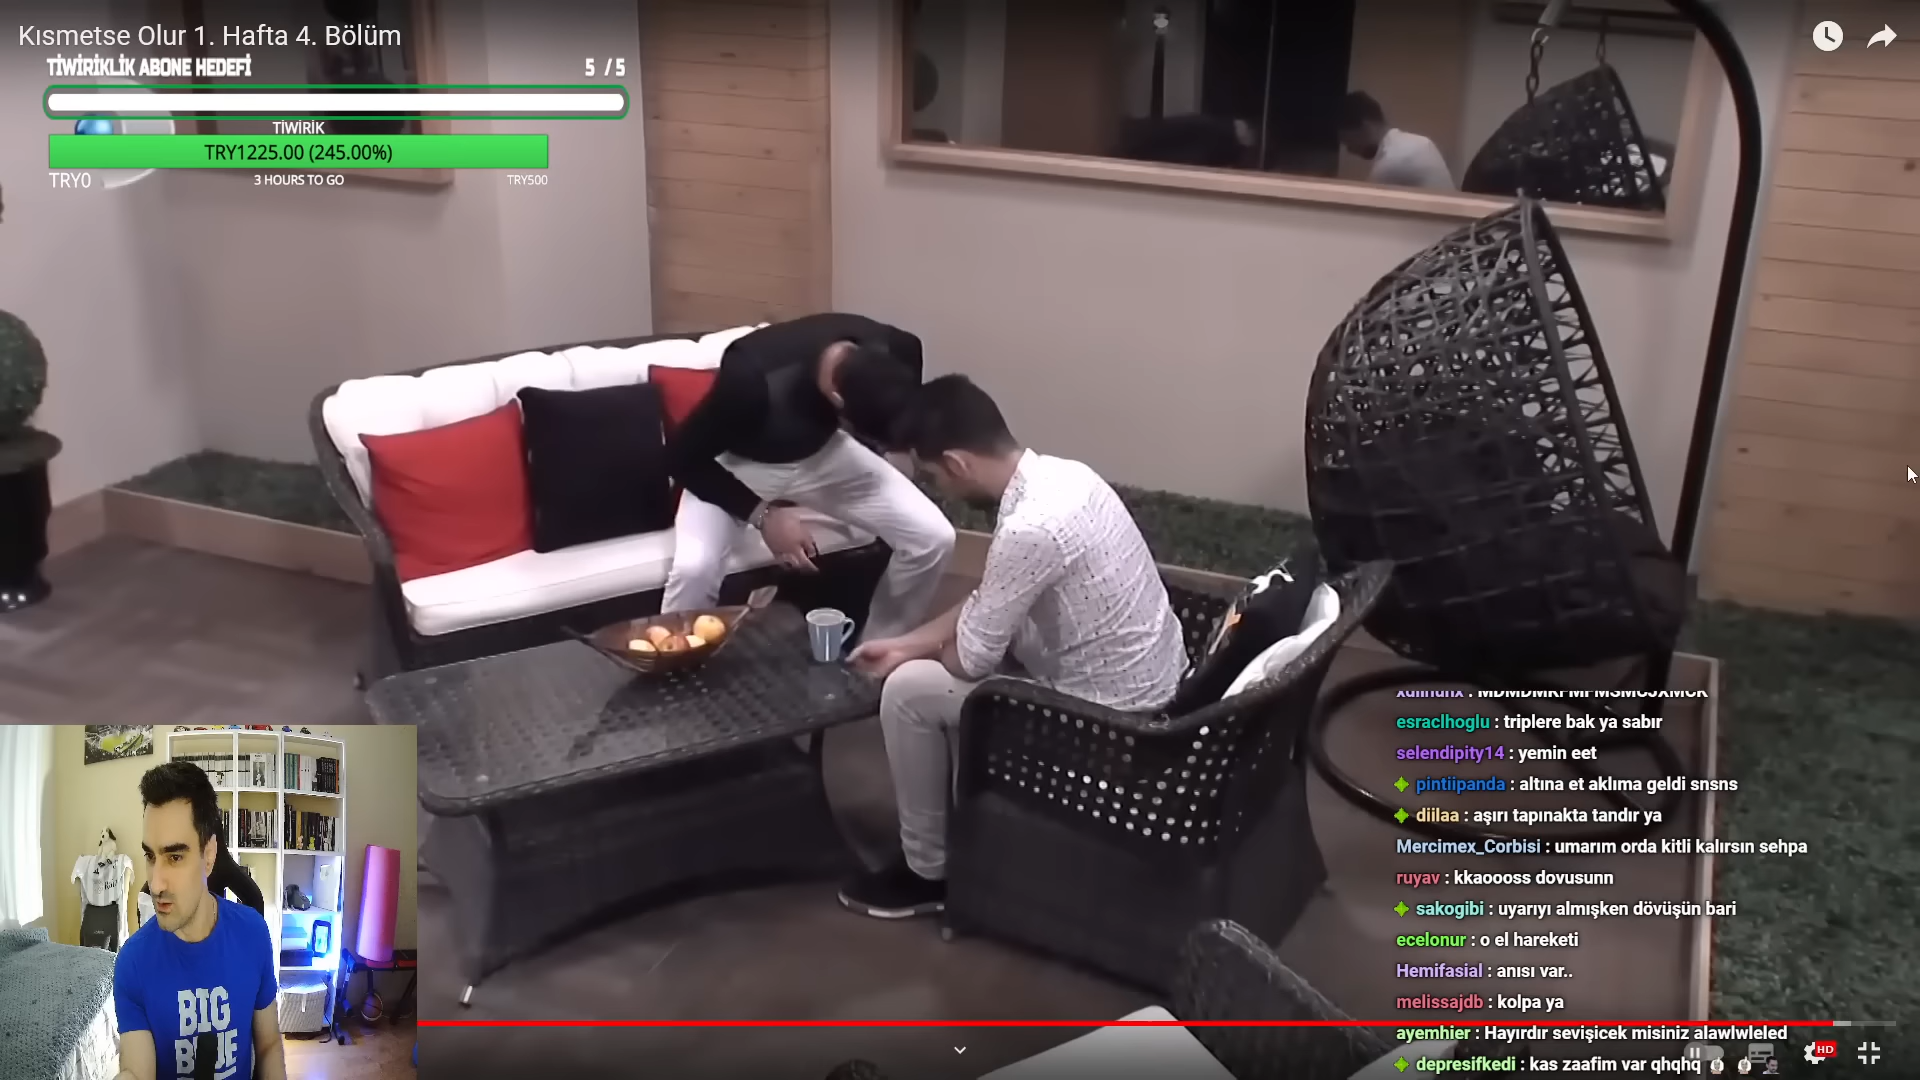 Kısmetse Olur 1. Hafta 4. Bölüm
TİWİRİKLİK ABONE HEDEFİ 5 / 5
TİWİRİK
TRY1225.00 (245.00%)
TRY0 3 HOURS TO GO TRY500
esraclhoglu : triplere bak ya sabır
selendipity14 : yemin eet
pintiipanda : altına et aklıma geldi snsns
diilaa : aşırı tapınakta tandır ya
Mercimex_Corbisi : umarım orda kitli kalırsın sehpa
ruyav : kkaoooss dovusunn
sakogibi : uyarıyı almışken dövüşün bari
ecelonur : o el hareketi
Hemifasial : anısı var..
melissajdb : kolpa ya
ayemhier : Hayırdır sevişicek misiniz alawlwleled
depresifkedi : kas zaafim var qhqhq
HD
BIG